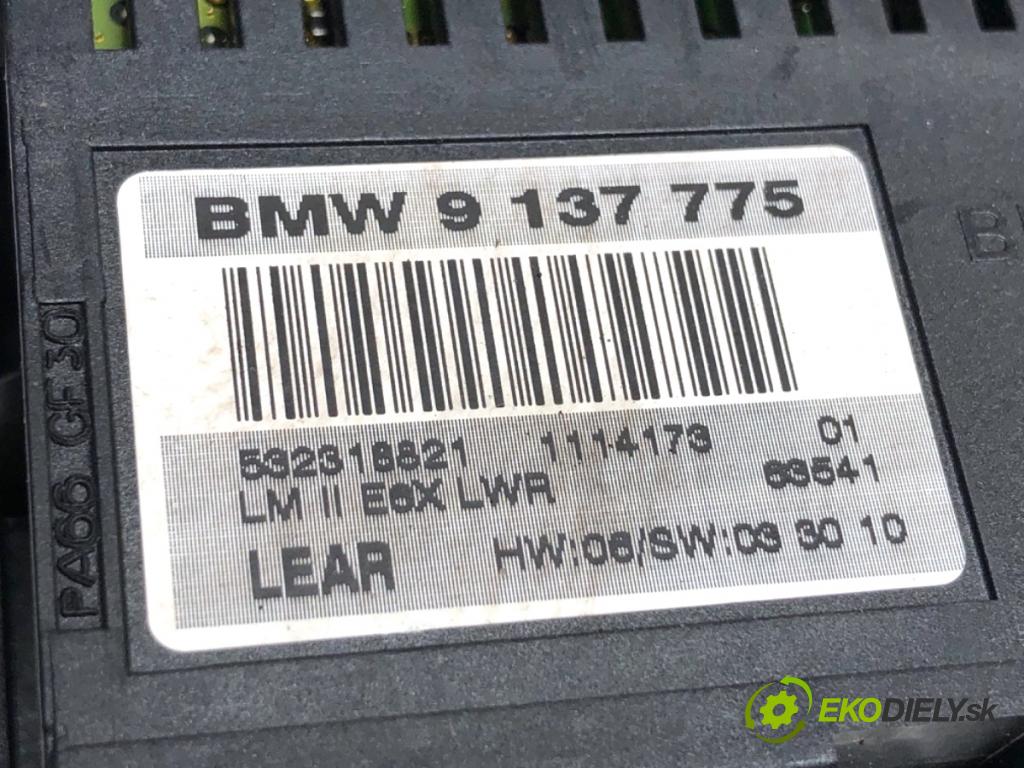 BMW 9 137 775
532318821 1114173 01
LM II E6X LWR 63541
LEAR HW:06/SW:03 30 10
PA66 GF30
EKODIELY.sk